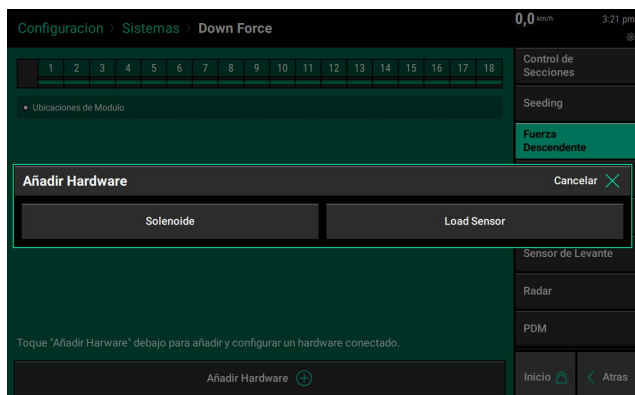 Configuracion > Sistemas > Down Force
0,0 km/h 3:21 pm
1 2 3 4 5 6 7 8 9 10 11 12 13 14 15 16 17 18
• Ubicaciones de Modulo
Control de
Secciones
Seeding
Fuerza
Descendente
Añadir Hardware
Cancelar
Solenoide
Load Sensor
Sensor de Levante
Radar
PDM
Toque "Añadir Harware" debajo para añadir y configurar un hardware conectado.
Añadir Hardware
Inicio
< Atras